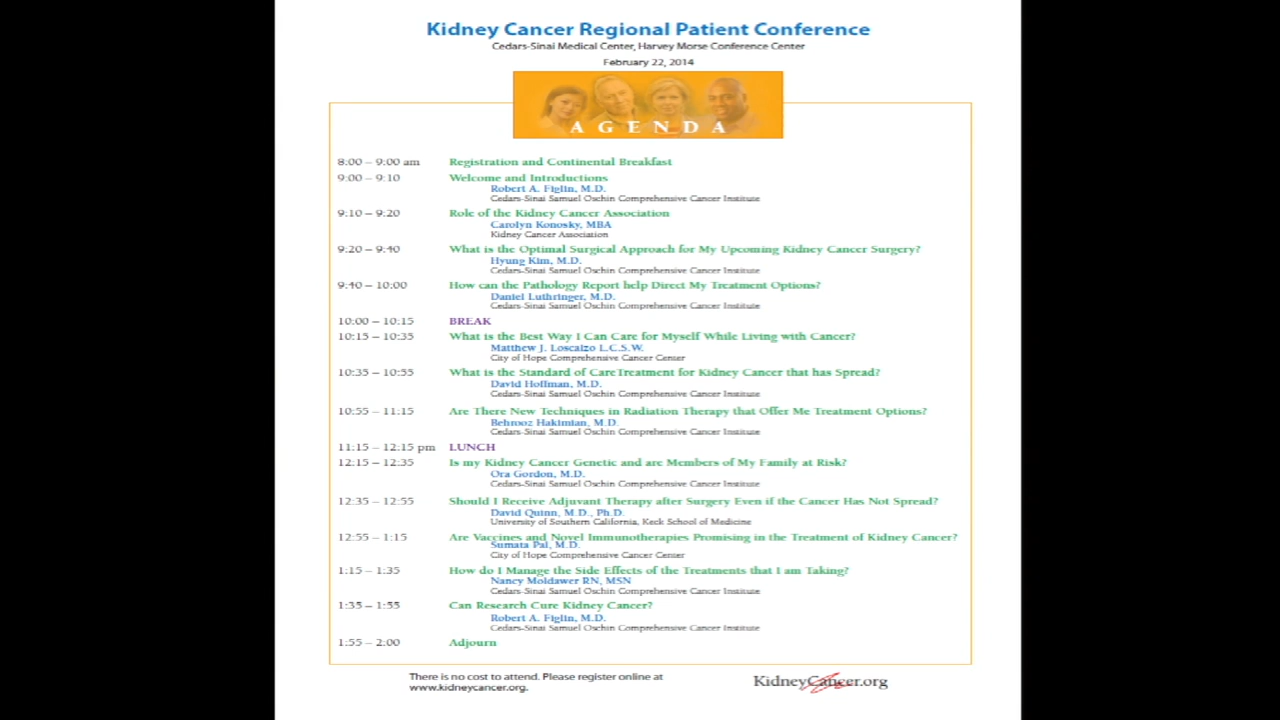 Kidney Cancer Regional Patient Conference
Cedars-Sinai Medical Center, Harvey Morse Conference Center
February 22, 2014
AGENDA
8:00 – 9:00 am Registration and Continental Breakfast
9:00 – 9:10 Welcome and Introductions
Robert A. Figlin, M.D.
Cedars-Sinai Samuel Oschin Comprehensive Cancer Institute
9:10 – 9:20 Role of the Kidney Cancer Association
Carolyn Konosky, MBA
Kidney Cancer Association
9:20 – 9:40 What is the Optimal Surgical Approach for My Upcoming Kidney Cancer Surgery?
Hyung Kim, M.D.
Cedars-Sinai Samuel Oschin Comprehensive Cancer Institute
9:40 – 10:00 How can the Pathology Report help Direct My Treatment Options?
Daniel Luthringer, M.D.
Cedars-Sinai Samuel Oschin Comprehensive Cancer Institute
10:00 – 10:15 BREAK
10:15 – 10:35 What is the Best Way I Can Care for Myself While Living with Cancer?
Matthew J. Loscalzo L.C.S.W.
City of Hope Comprehensive Cancer Center
10:35 – 10:55 What is the Standard of CareTreatment for Kidney Cancer that has Spread?
David Hoffman, M.D.
Cedars-Sinai Samuel Oschin Comprehensive Cancer Institute
10:55 – 11:15 Are There New Techniques in Radiation Therapy that Offer Me Treatment Options?
Behrooz Hakimian, M.D.
Cedars-Sinai Samuel Oschin Comprehensive Cancer Institute
11:15 – 12:15 pm LUNCH
12:15 – 12:35 Is my Kidney Cancer Genetic and are Members of My Family at Risk?
Ora Gordon, M.D.
Cedars-Sinai Samuel Oschin Comprehensive Cancer Institute
12:35 – 12:55 Should I Receive Adjuvant Therapy after Surgery Even if the Cancer Has Not Spread?
David Quinn, M.D., Ph.D.
University of Southern California, Keck School of Medicine
12:55 – 1:15 Are Vaccines and Novel Immunotherapies Promising in the Treatment of Kidney Cancer?
Sumata Pal, M.D.
City of Hope Comprehensive Cancer Center
1:15 – 1:35 How do I Manage the Side Effects of the Treatments that I am Taking?
Nancy Moldawer RN, MSN
Cedars-Sinai Samuel Oschin Comprehensive Cancer Institute
1:35 – 1:55 Can Research Cure Kidney Cancer?
Robert A. Figlin, M.D.
Cedars-Sinai Samuel Oschin Comprehensive Cancer Institute
1:55 – 2:00 Adjourn
There is no cost to attend. Please register online at
www.kidneycancer.org.
KidneyCancer.org